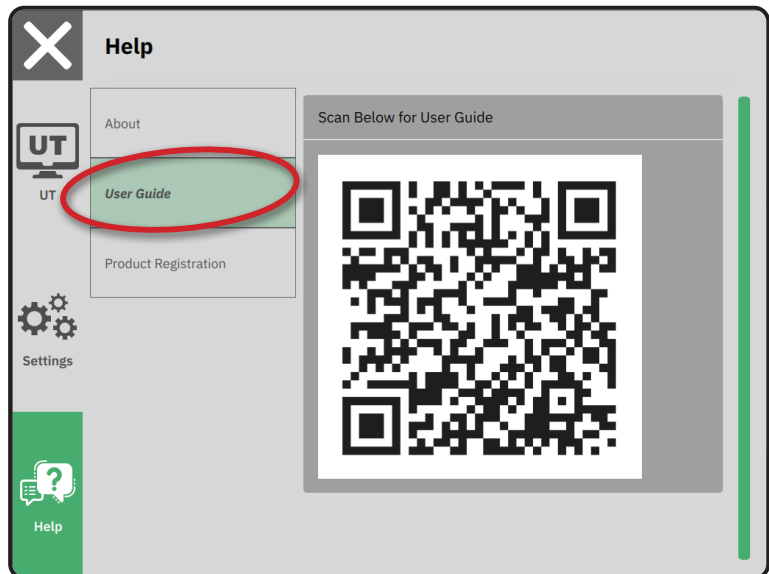 Help
About
Scan Below for User Guide
UT
UT
User Guide
Product Registration
Settings
?
Help